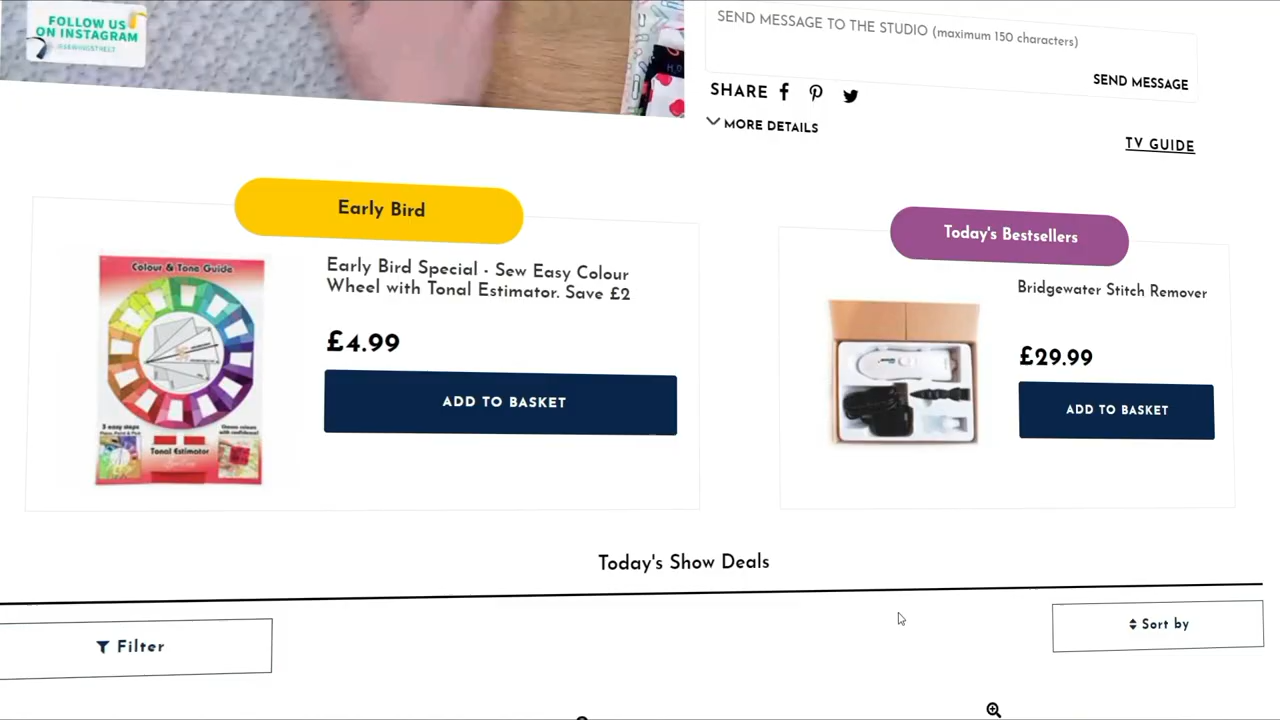 FOLLOW US
ON INSTAGRAM
@SEWINGSTREET
SEND MESSAGE TO THE STUDIO (maximum 150 characters)
SEND MESSAGE
SHARE
MORE DETAILS
TV GUIDE
Early Bird
Early Bird Special - Sew Easy Colour
Wheel with Tonal Estimator. Save £2
£4.99
ADD TO BASKET
Colour & Tone Guide
3 easy steps
Tonal Estimator
Today's Bestsellers
Bridgewater Stitch Remover
£29.99
ADD TO BASKET
Today's Show Deals
Filter
Sort by